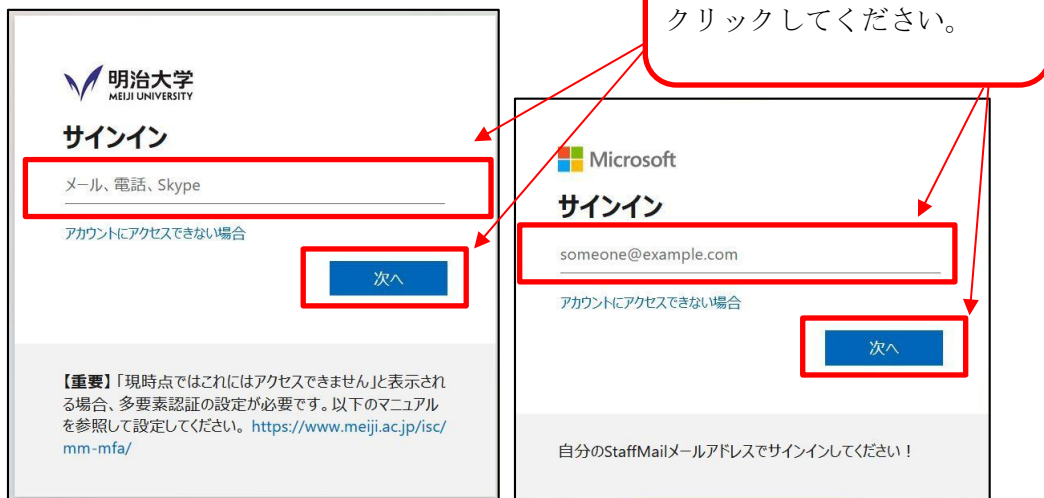 クリックしてください。
明治大学
MEIJI UNIVERSITY
サインイン
メール、電話、Skype
アカウントにアクセスできない場合
次へ
【重要】「現時点ではこれにはアクセスできません」と表示され
る場合、多要素認証の設定が必要です。以下のマニュアル
を参照して設定してください。https://www.meiji.ac.jp/isc/
mm-mfa/
Microsoft
サインイン
someone@example.com
アカウントにアクセスできない場合
次へ
自分のStaffMailメールアドレスでサインインしてください！